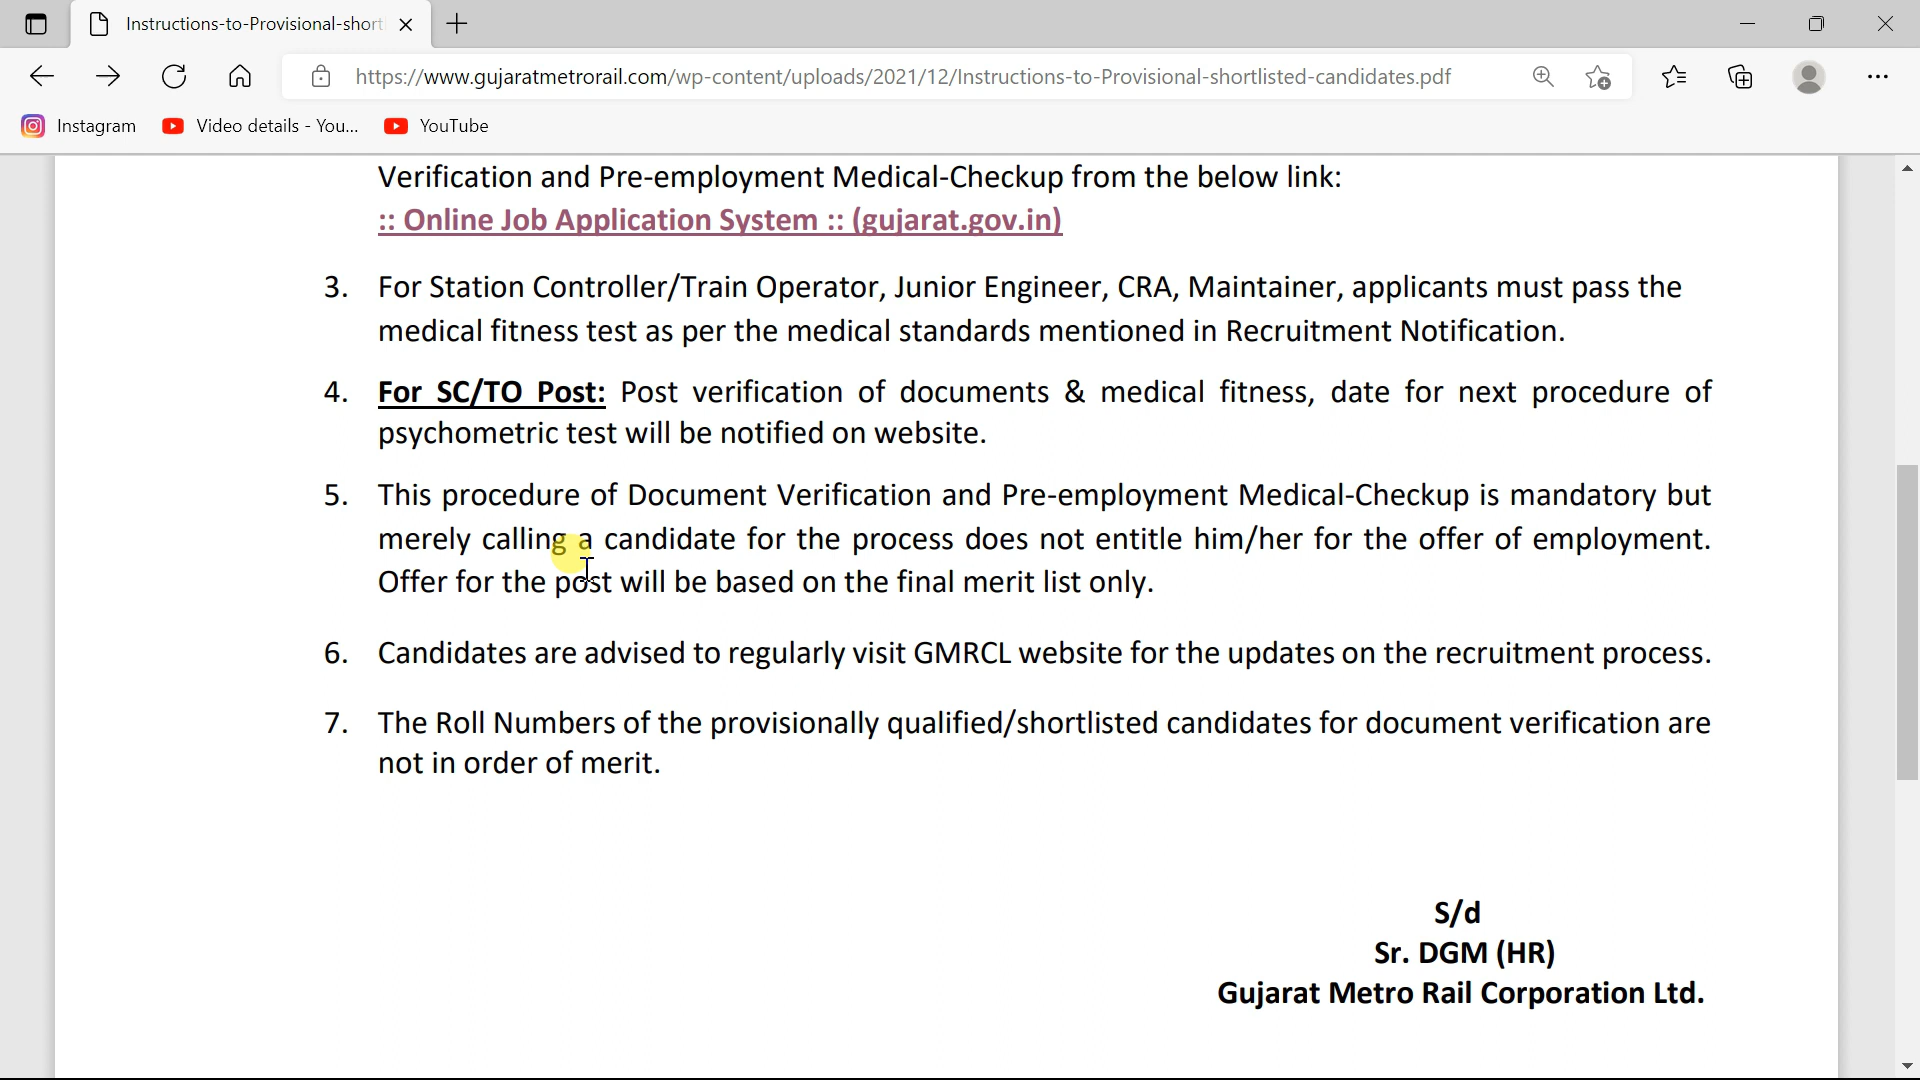 Instructions-to-Provisional-short
https://www.gujaratmetrorail.com/wp-content/uploads/2021/12/Instructions-to-Provisional-shortlisted-candidates.pdf
Instagram
Video details - You...
YouTube
Verification and Pre-employment Medical-Checkup from the below link:
:: Online Job Application System :: (gujarat.gov.in)
3. For Station Controller/Train Operator, Junior Engineer, CRA, Maintainer, applicants must pass the
medical fitness test as per the medical standards mentioned in Recruitment Notification.
4. For SC/TO Post: Post verification of documents & medical fitness, date for next procedure of
psychometric test will be notified on website.
5. This procedure of Document Verification and Pre-employment Medical-Checkup is mandatory but
merely calling a candidate for the process does not entitle him/her for the offer of employment.
Offer for the post will be based on the final merit list only.
6. Candidates are advised to regularly visit GMRCL website for the updates on the recruitment process.
7. The Roll Numbers of the provisionally qualified/shortlisted candidates for document verification are
not in order of merit.
S/d
Sr. DGM (HR)
Gujarat Metro Rail Corporation Ltd.